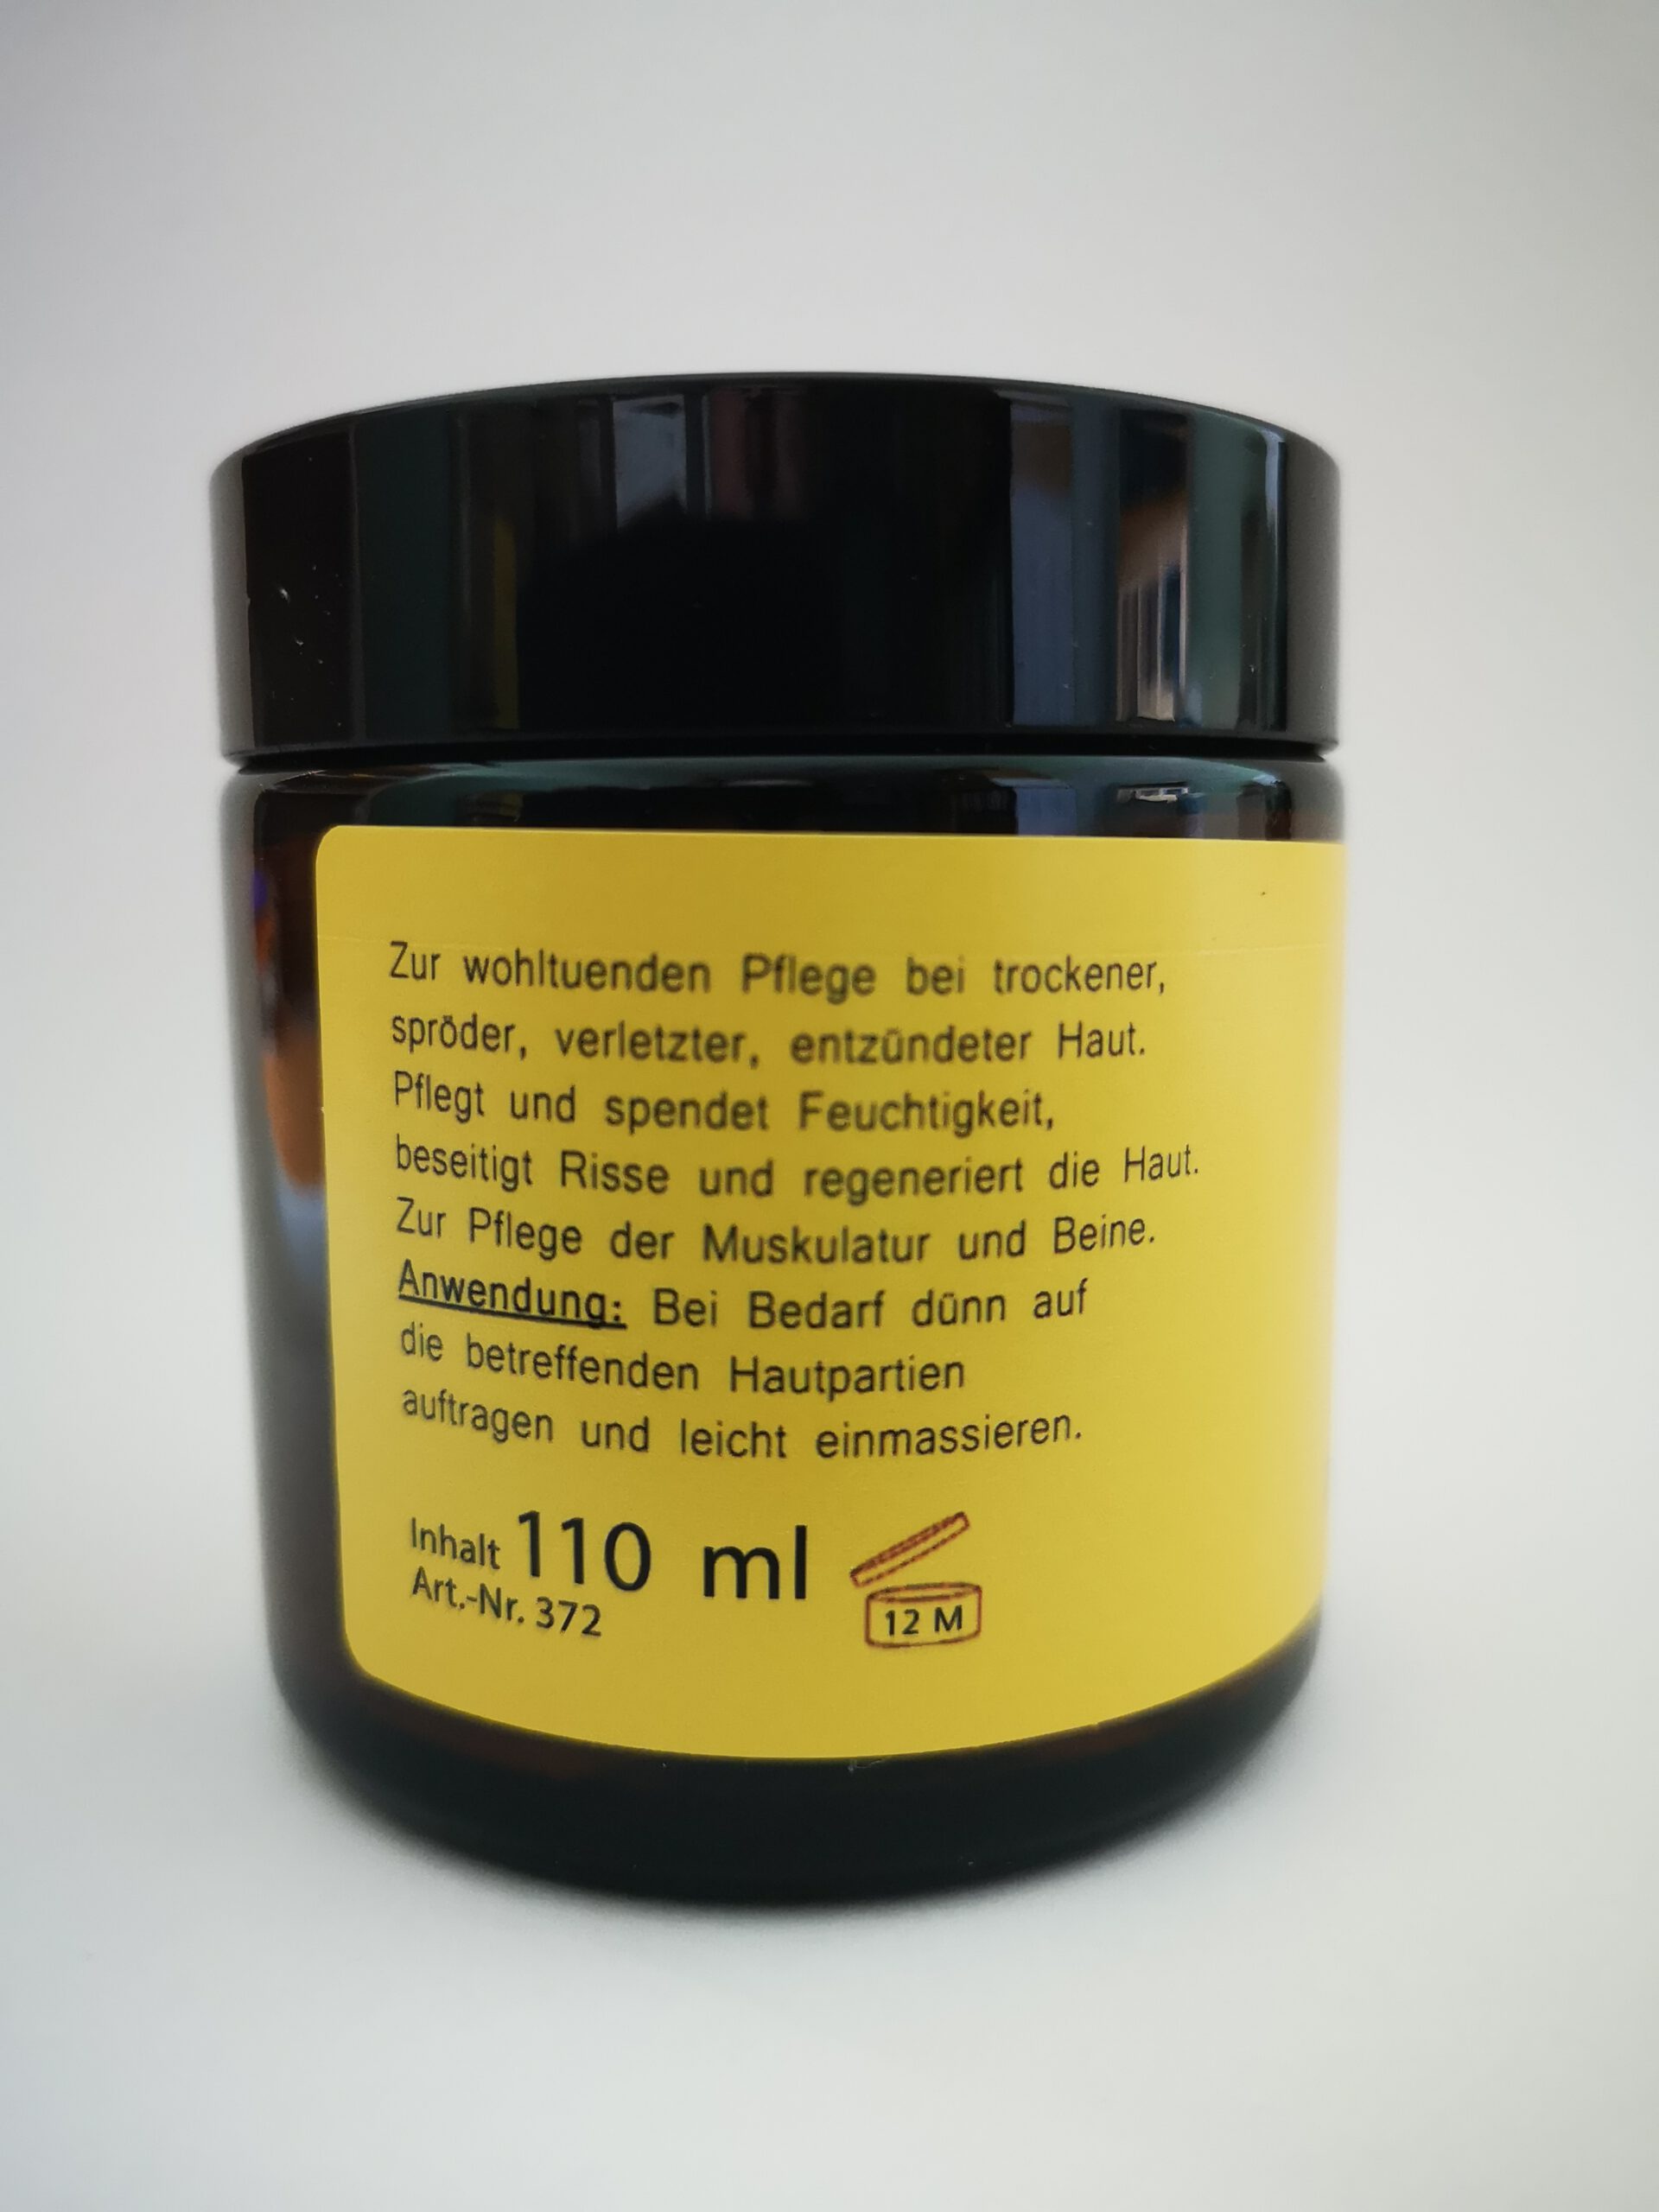 Zur wohltuenden Pflege bei trockener,
spröder, verletzter, entzündeter Haut.
Pflegt und spendet Feuchtigkeit,
beseitigt Risse und regeneriert die Haut.
Zur Pflege der Muskulatur und Beine.
Anwendung: Bei Bedarf dünn auf
die betreffenden Hautpartien
auftragen und leicht einmassieren.
Inhalt 110 ml
Art.-Nr. 372
12 M